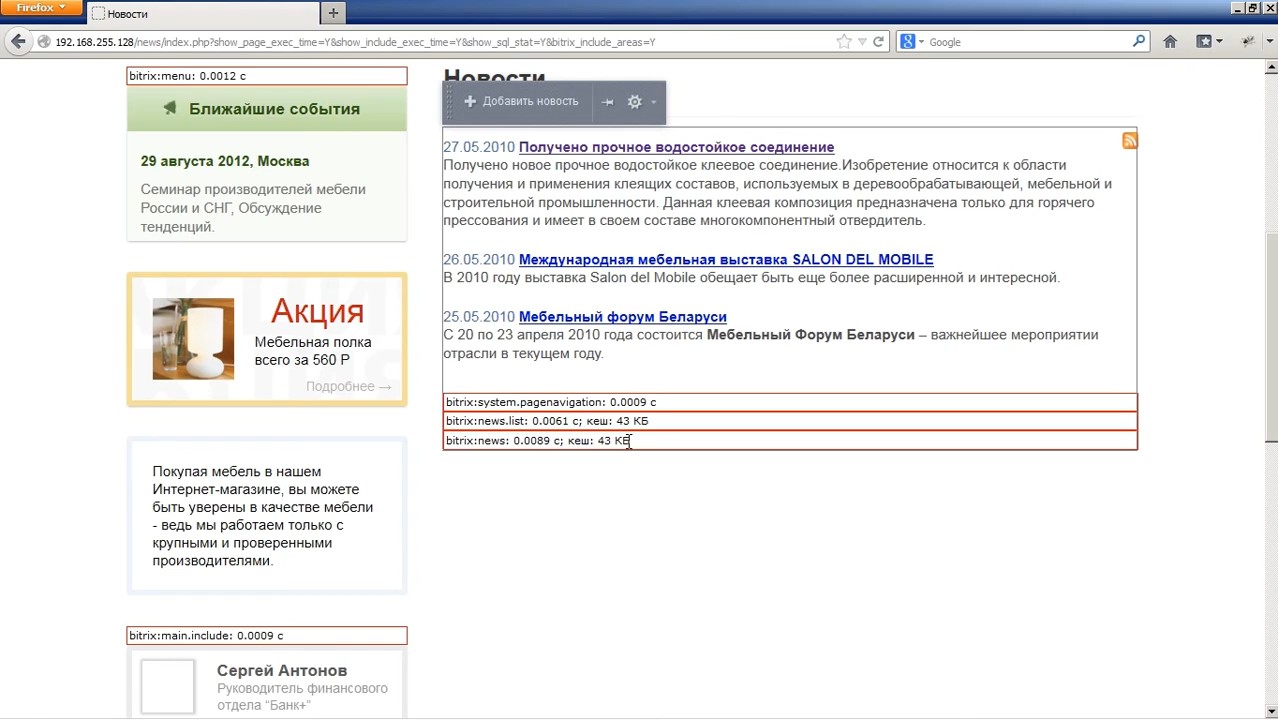 Firefox
Новости
192.168.255.128/news/index.php?show_page_exec_time=Y&show_include_exec_time=Y&show_sql_stat=Y&bitrix_include_areas=Y
Google
bitrix:menu: 0.0012 с
Ближайшие события
29 августа 2012, Москва
Семинар производителей мебели
России и СНГ, Обсуждение
тенденций.
Акция
Мебельная полка
всего за 560 Р
Подробнее →
Покупая мебель в нашем
Интернет-магазине, вы можете
быть уверены в качестве мебели
- ведь мы работаем только с
крупными и проверенными
производителями.
bitrix:main.include: 0.0009 с
Сергей Антонов
Руководитель финансового
отдела "Банк+"
Новости
Добавить новость
27.05.2010 Получено прочное водостойкое соединение
Получено новое прочное водостойкое клеевое соединение.Изобретение относится к области
получения и применения клеящих составов, используемых в деревообрабатывающей, мебельной и
строительной промышленности. Данная клеевая композиция предназначена только для горячего
прессования и имеет в своем составе многокомпонентный отвердитель.
26.05.2010 Международная мебельная выставка SALON DEL MOBILE
В 2010 году выставка Salon del Mobile обещает быть еще более расширенной и интересной.
25.05.2010 Мебельный форум Беларуси
С 20 по 23 апреля 2010 года состоится Мебельный Форум Беларуси – важнейшее мероприятии
отрасли в текущем году.
bitrix:system.pagenavigation: 0.0009 с
bitrix:news.list: 0.0061 с; кеш: 43 КБ
bitrix:news: 0.0089 с; кеш: 43 КБ